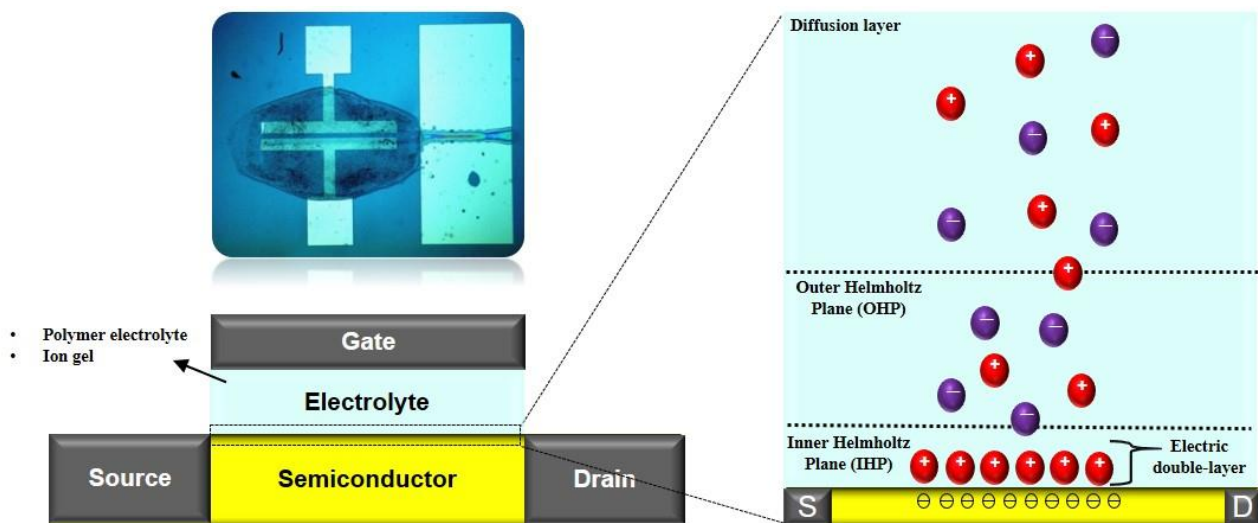 • Polymer electrolyte
• Ion gel
Gate
Electrolyte
Source
Semiconductor
Drain
Diffusion layer
+
−
+
+
−
+
−
−
+
Outer Helmholtz
Plane (OHP)
−
−
+
+
−
−
Inner Helmholtz
Plane (IHP)
+ + + + + +
Electric
double-layer
S
⊖ ⊖ ⊖ ⊖ ⊖ ⊖ ⊖ ⊖ ⊖
D